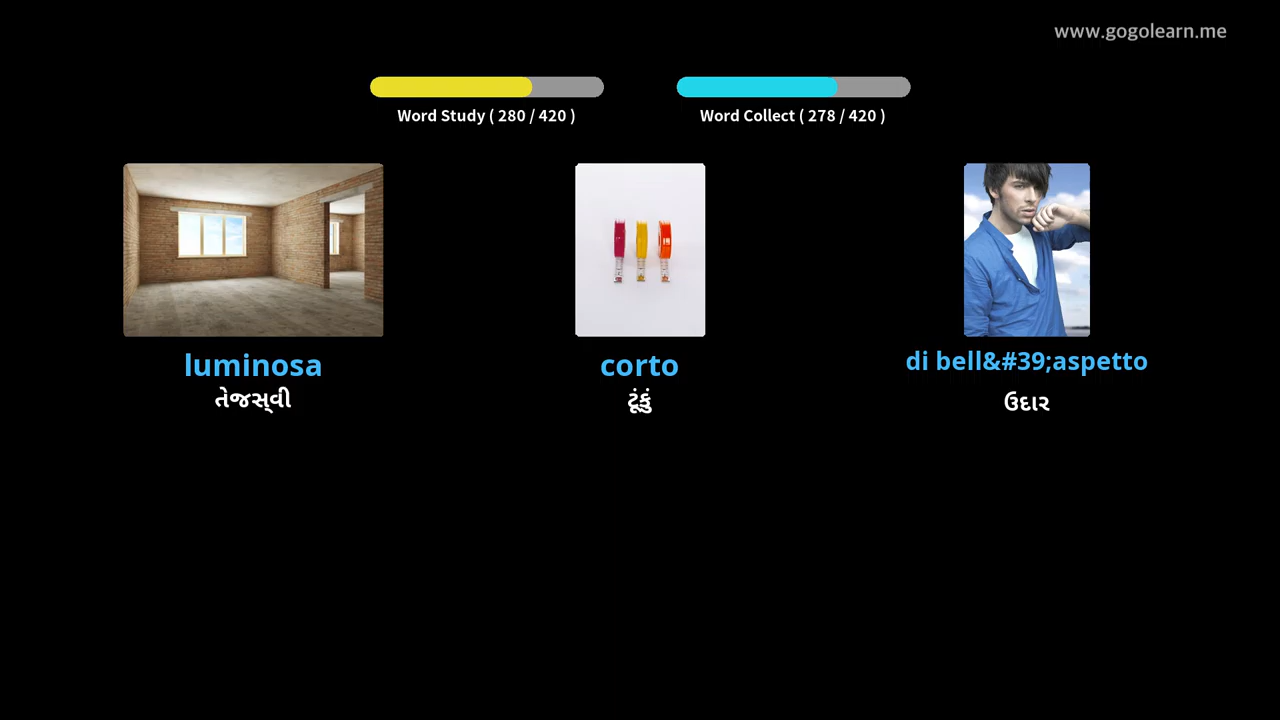 www.gogolearn.me
Word Study ( 280 / 420 )
Word Collect ( 278 / 420 )
luminosa
તેજસ્વી
corto
ટૂંકું
di bell&#39;aspetto
ઉદાર